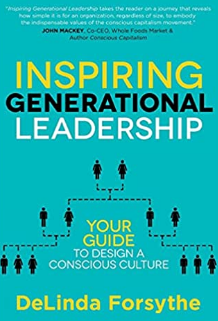 "Inspiring Generational Leadership takes the reader on a journey that reveals
how simple it is for an organization, regardless of size, to embody
the indispensable values of the conscious capitalism movement."
JOHN MACKEY, Co-CEO, Whole Foods Market &
Author Conscious Capitalism
INSPIRING
GENERATIONAL
LEADERSHIP
YOUR
GUIDE
TO DESIGN A
CONSCIOUS CULTURE
DeLinda Forsythe